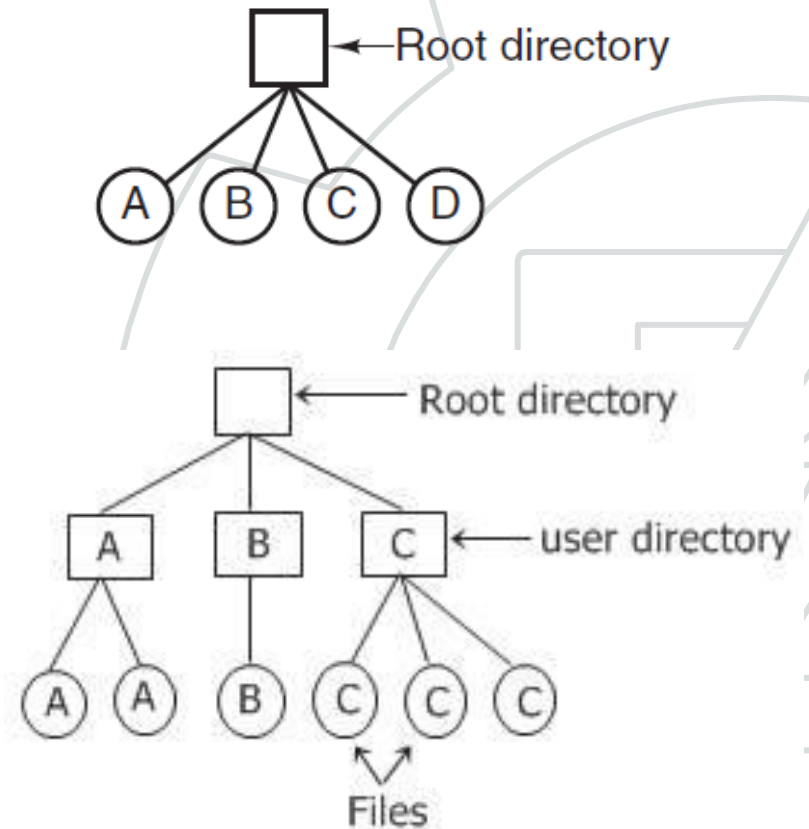 Root directory
A B C D
Root directory
A B C user directory
A A B C C C
Files